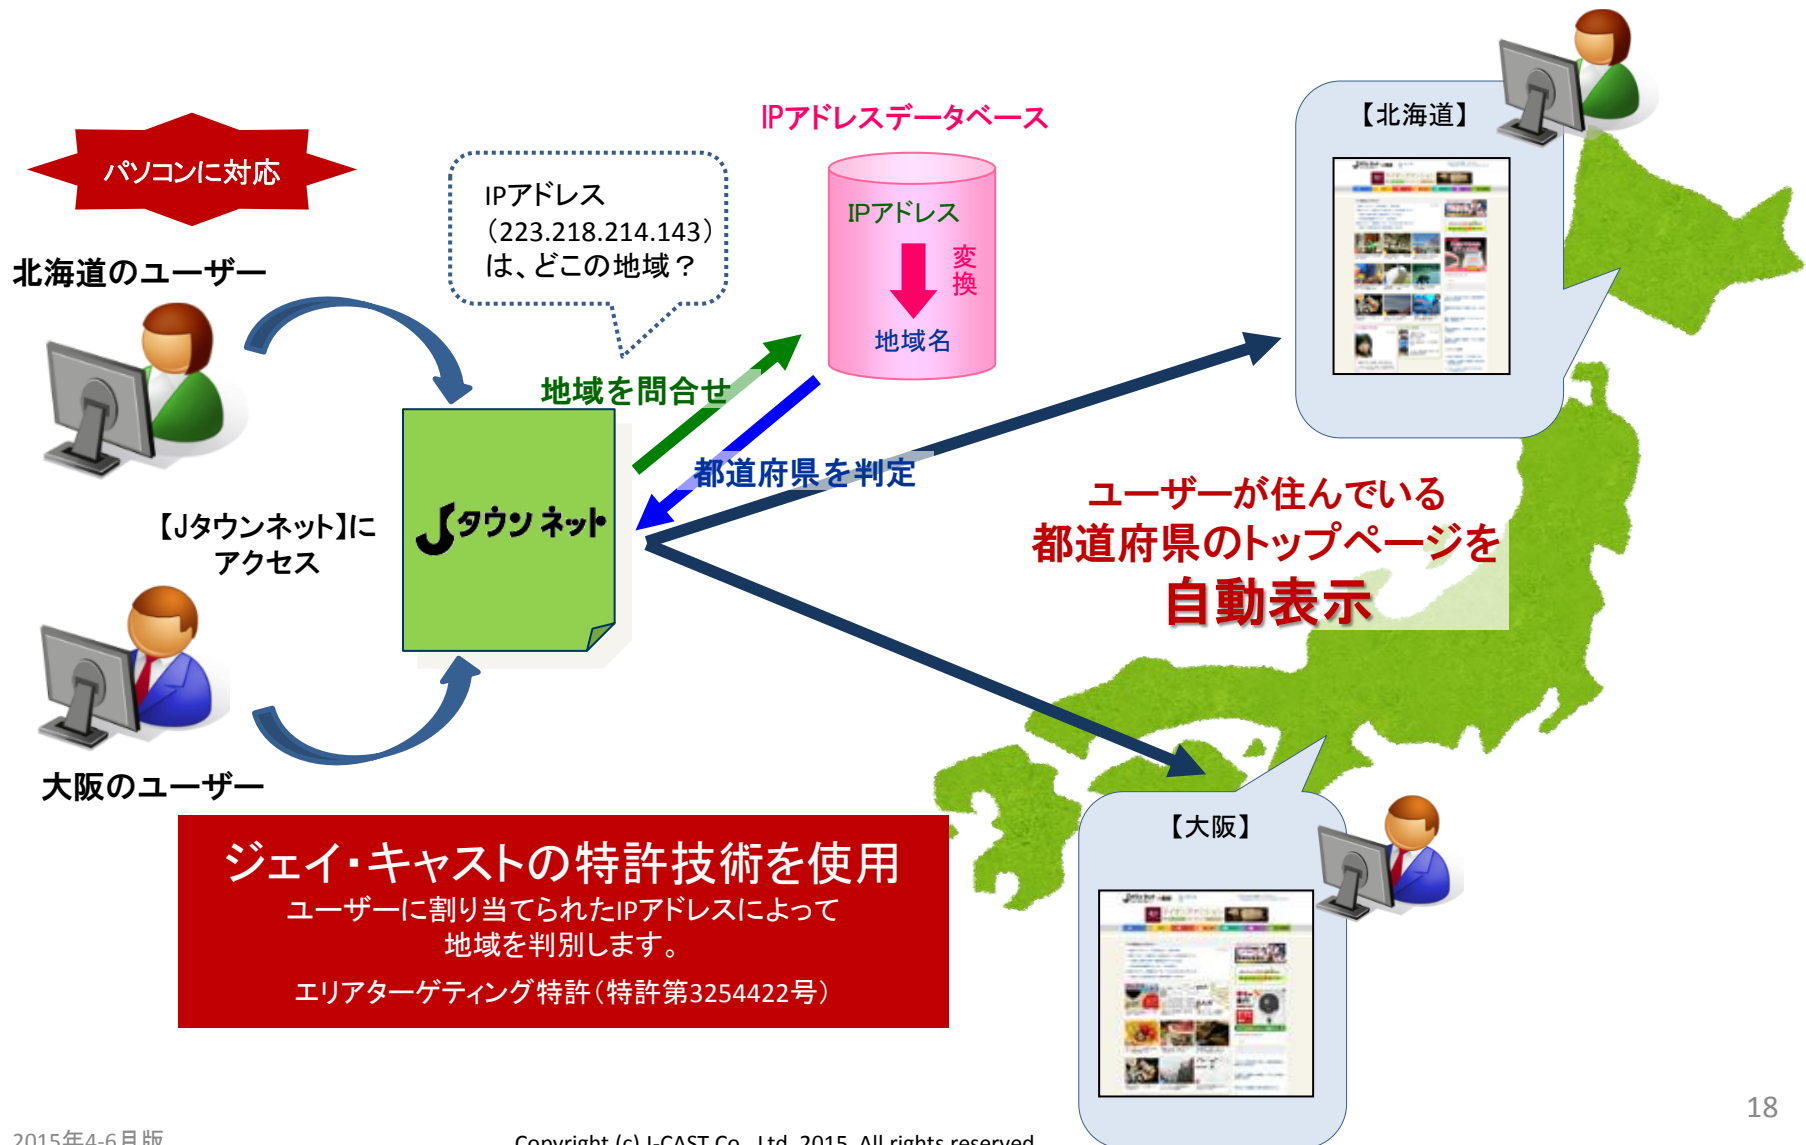 パソコンに対応
北海道のユーザー
IPアドレス
（223.218.214.143）
は、どこの地域？
IPアドレスデータベース
IPアドレス
変換
地域名
【北海道】
地域を問合せ
都道府県を判定
【Jタウンネット】に
アクセス
Jタウンネット
ユーザーが住んでいる
都道府県のトップページを
自動表示
大阪のユーザー
【大阪】
ジェイ・キャストの特許技術を使用
ユーザーに割り当てられたIPアドレスによって
地域を判別します。
エリアターゲティング特許（特許第3254422号）
18
2015年4-6月版
Copyright (c) J-CAST Co., Ltd. 2015. All rights reserved.